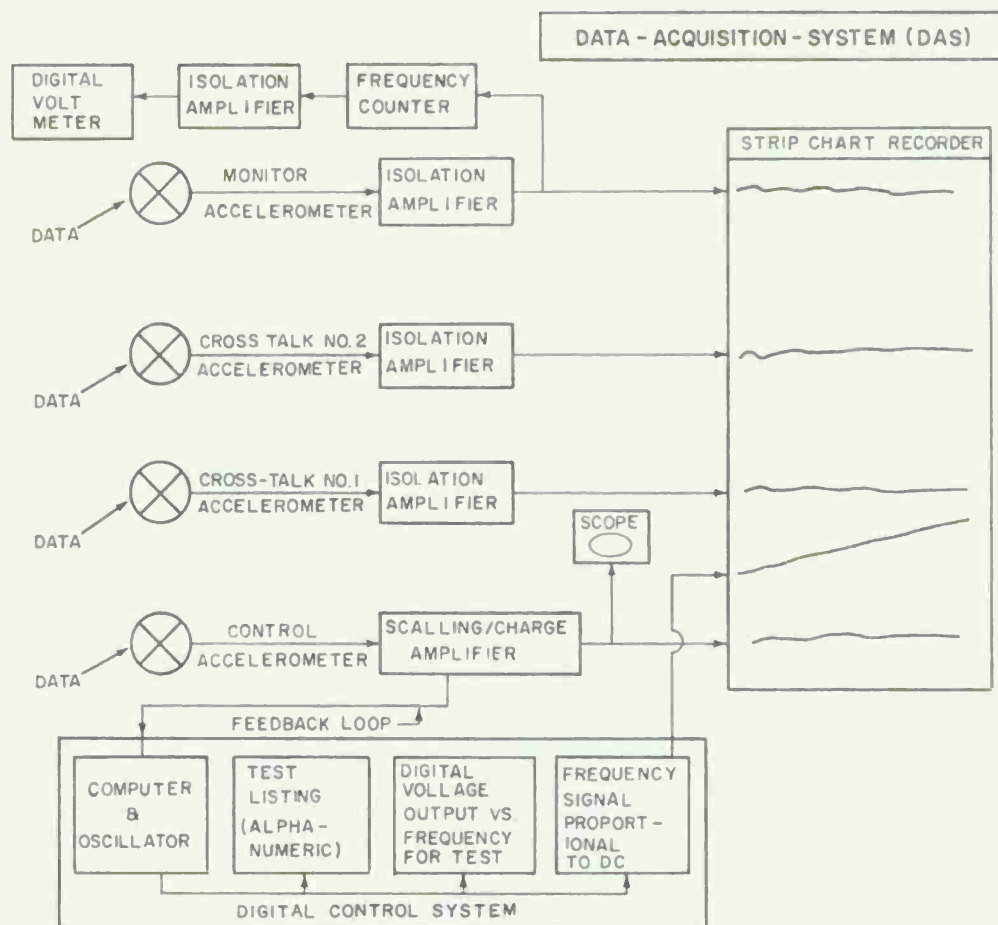 DATA - ACQUISITION - SYSTEM (DAS)
DIGITAL
VOLT
METER
ISOLATION
AMPLIFIER
FREQUENCY
COUNTER
STRIP CHART RECORDER
MONITOR
ACCELEROMETER
ISOLATION
AMPLIFIER
DATA
CROSS TALK NO. 2
ACCELEROMETER
ISOLATION
AMPLIFIER
DATA
CROSS-TALK NO. 1
ACCELEROMETER
ISOLATION
AMPLIFIER
DATA
SCOPE
CONTROL
ACCELEROMETER
SCALLING/CHARGE
AMPLIFIER
DATA
FEEDBACK LOOP
COMPUTER
&
OSCILLATOR
TEST
LISTING
(ALPHA-
NUMERIC)
DIGITAL
VOLLAGE
OUTPUT VS.
FREQUENCY
FOR TEST
FREQUENCY
SIGNAL
PROPORT-
IONAL
TO DC
DIGITAL CONTROL SYSTEM